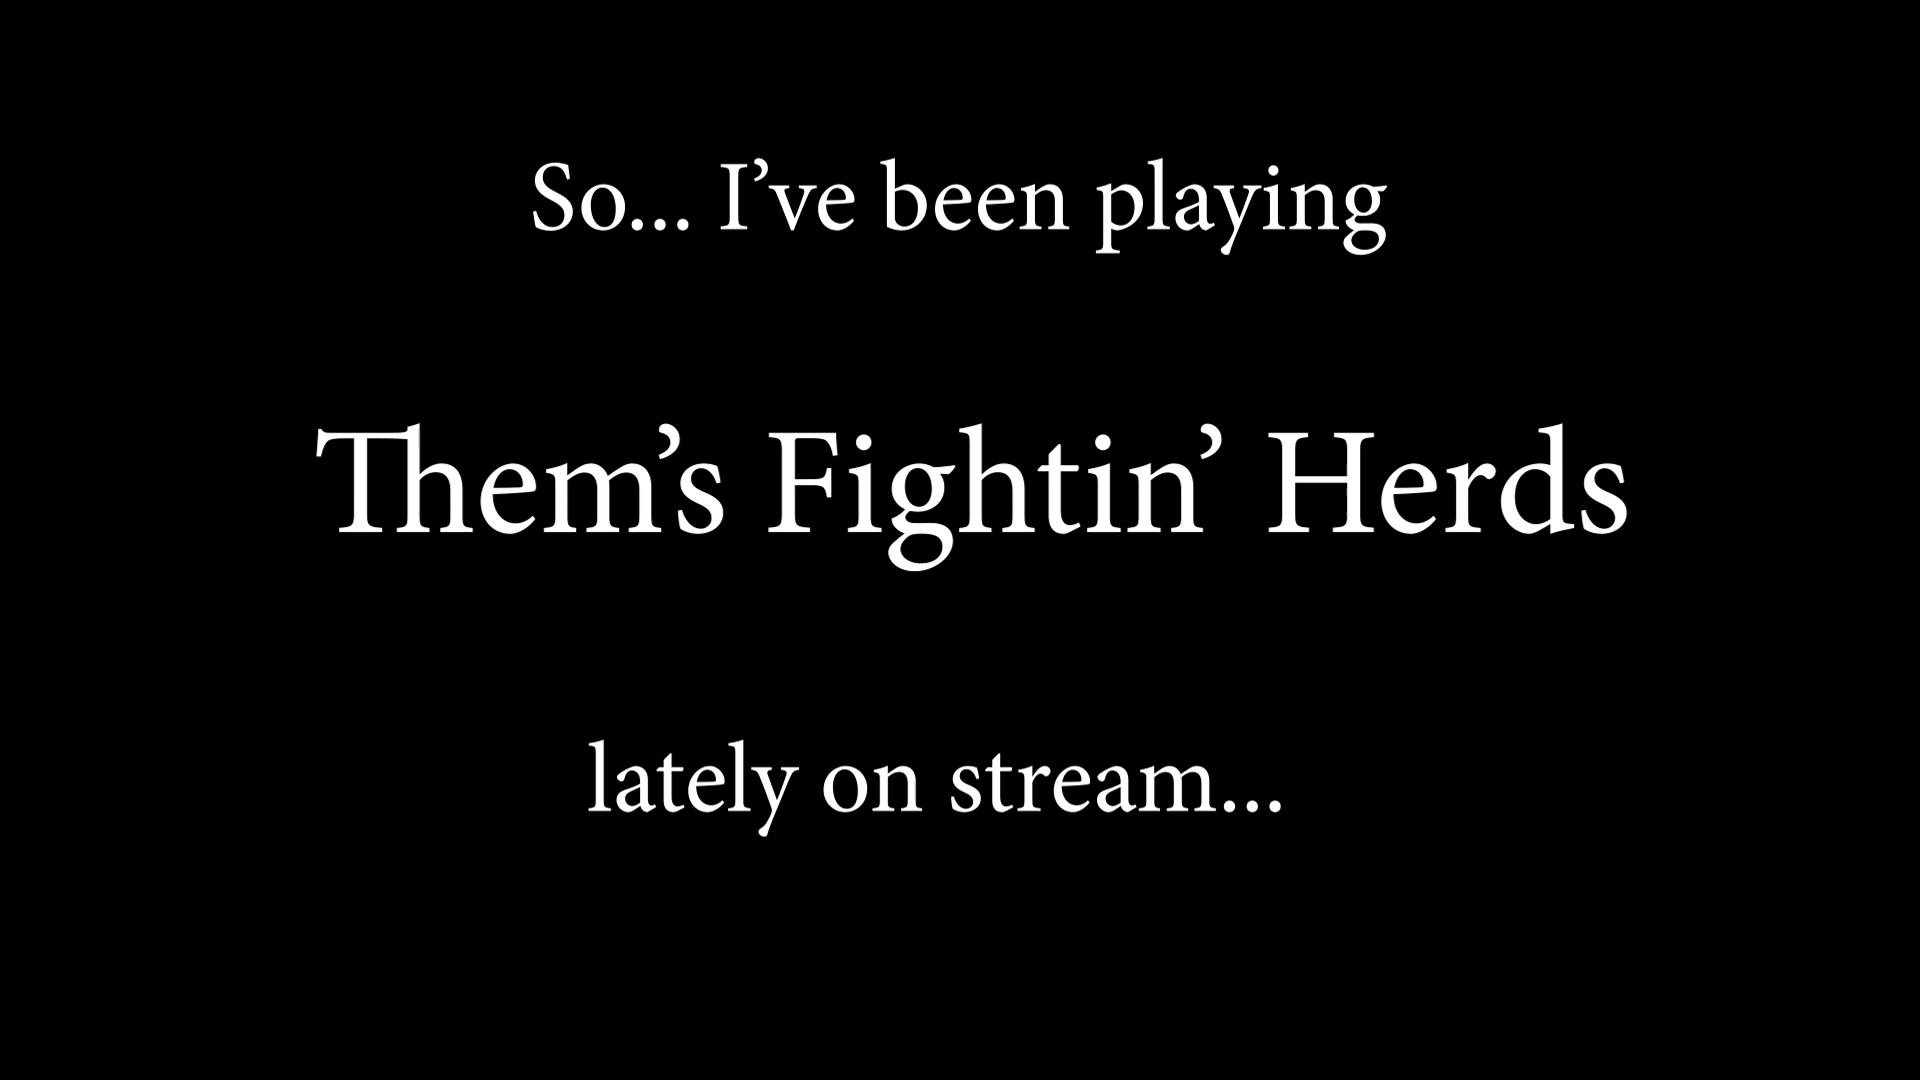 So... I’ve been playing
Them’s Fightin’ Herds
lately on stream...